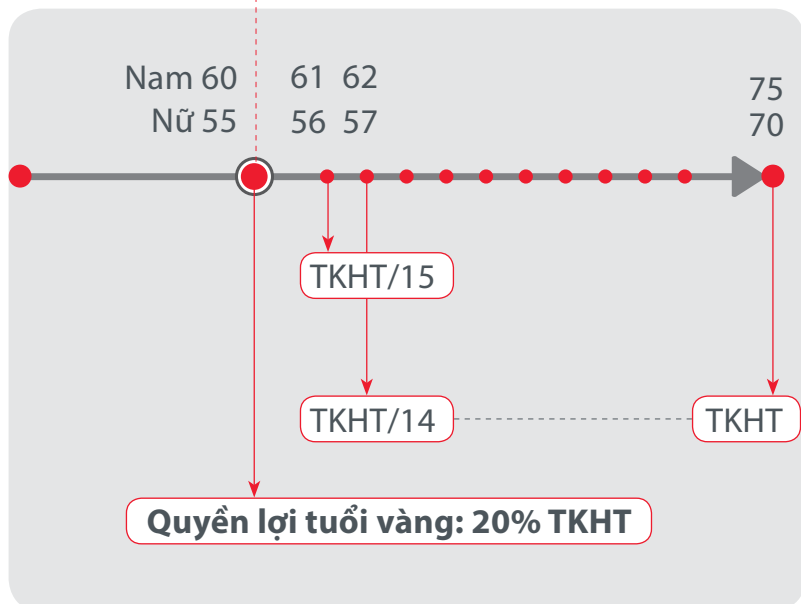 Nam 60 61 62 75
Nữ 55 56 57 70
TKHT/15
TKHT/14 TKHT
Quyền lợi tuổi vàng: 20% TKHT